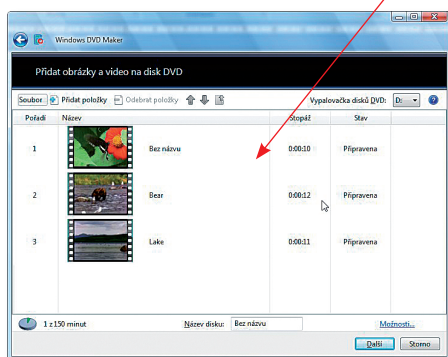 Windows DVD Maker
Přidat obrázky a video na disk DVD
Soubor Přidat položky Odebrat položky Vypalovačka disků DVD: D:
Pořadí Název Stopáž Stav
1 Bez názvu 0:00:10 Připravena
2 Bear 0:00:12 Připravena
3 Lake 0:00:11 Připravena
1 z 150 minut Název disku: Bez názvu Možnosti...
Další Storno